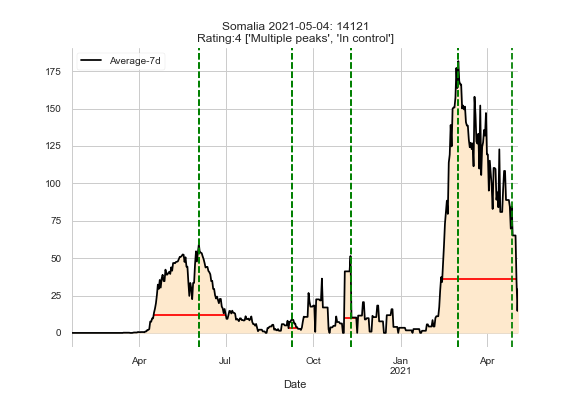 Somalia 2021-05-04: 14121
Rating:4 ['Multiple peaks', 'In control']
Average-7d
175
150
125
100
75
50
25
0
Apr
Jul
Oct
Jan
2021
Apr
Date